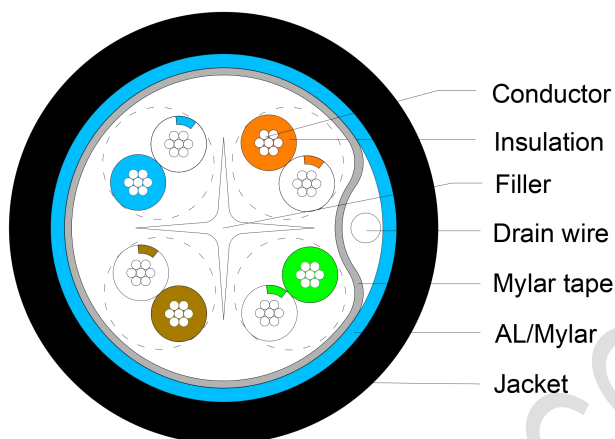 Conductor
Insulation
Filler
Drain wire
Mylar tape
AL/Mylar
Jacket